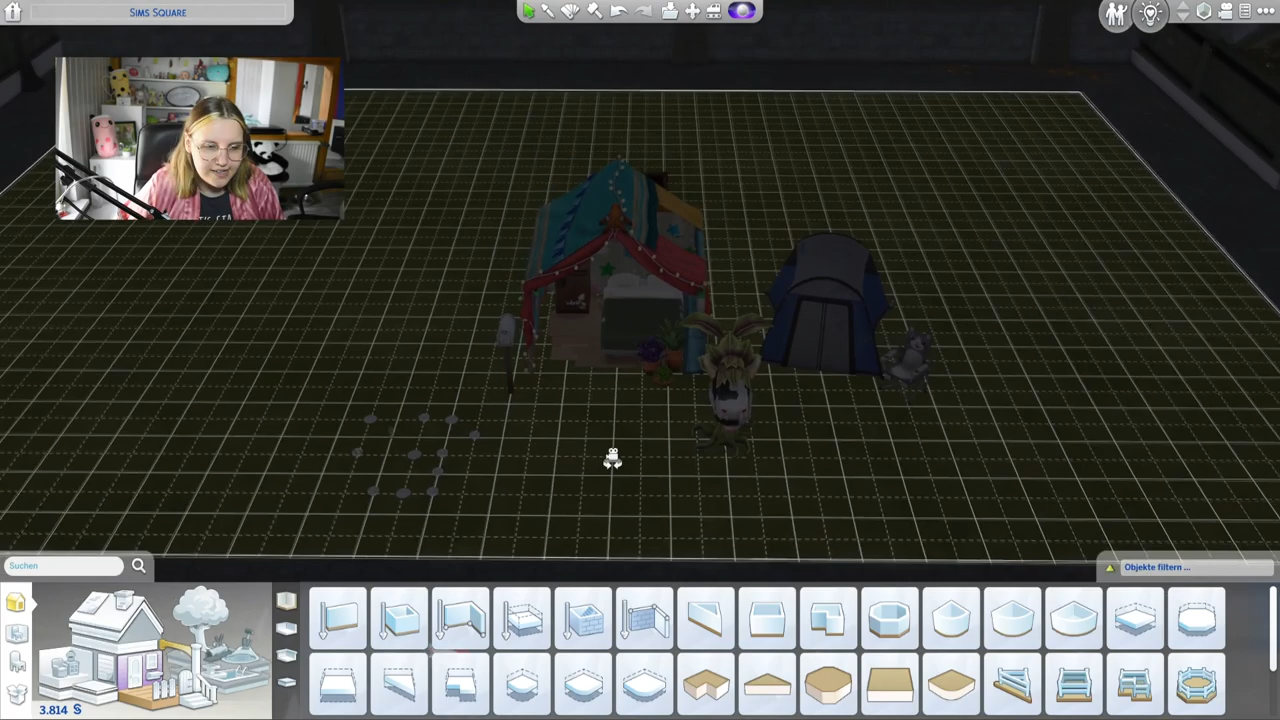 Sims Square
Suchen
Objekte filtern ...
3.814 $